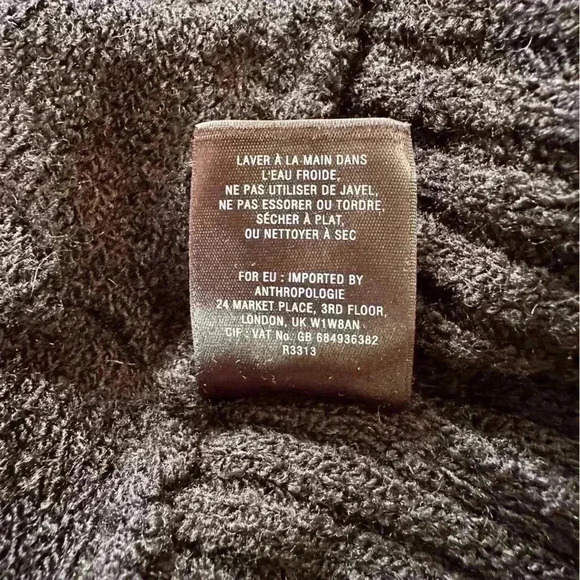 LAVER À LA MAIN DANS
L'EAU FROIDE,
NE PAS UTILISER DE JAVEL,
NE PAS ESSORER OU TORDRE,
SÉCHER À PLAT,
OU NETTOYER À SEC
FOR EU : IMPORTED BY
ANTHROPOLOGIE
24 MARKET PLACE, 3RD FLOOR,
LONDON, UK W1W8AN
CIF : VAT No. GB 684936382
R3313